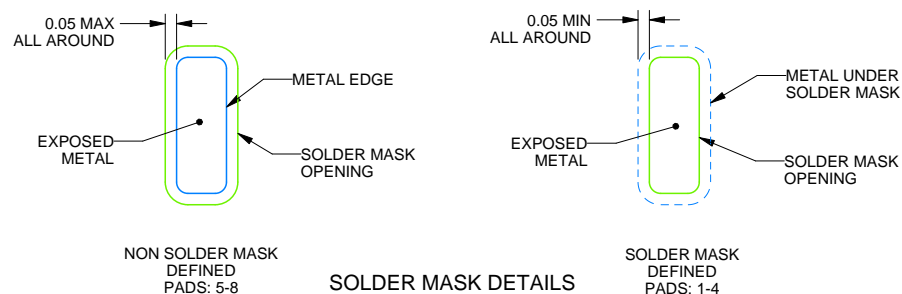 0.05 MAX
ALL AROUND
METAL EDGE
EXPOSED
METAL
SOLDER MASK
OPENING
NON SOLDER MASK
DEFINED
PADS: 5-8
0.05 MIN
ALL AROUND
METAL UNDER
SOLDER MASK
EXPOSED
METAL
SOLDER MASK
OPENING
SOLDER MASK
DEFINED
PADS: 1-4
SOLDER MASK DETAILS